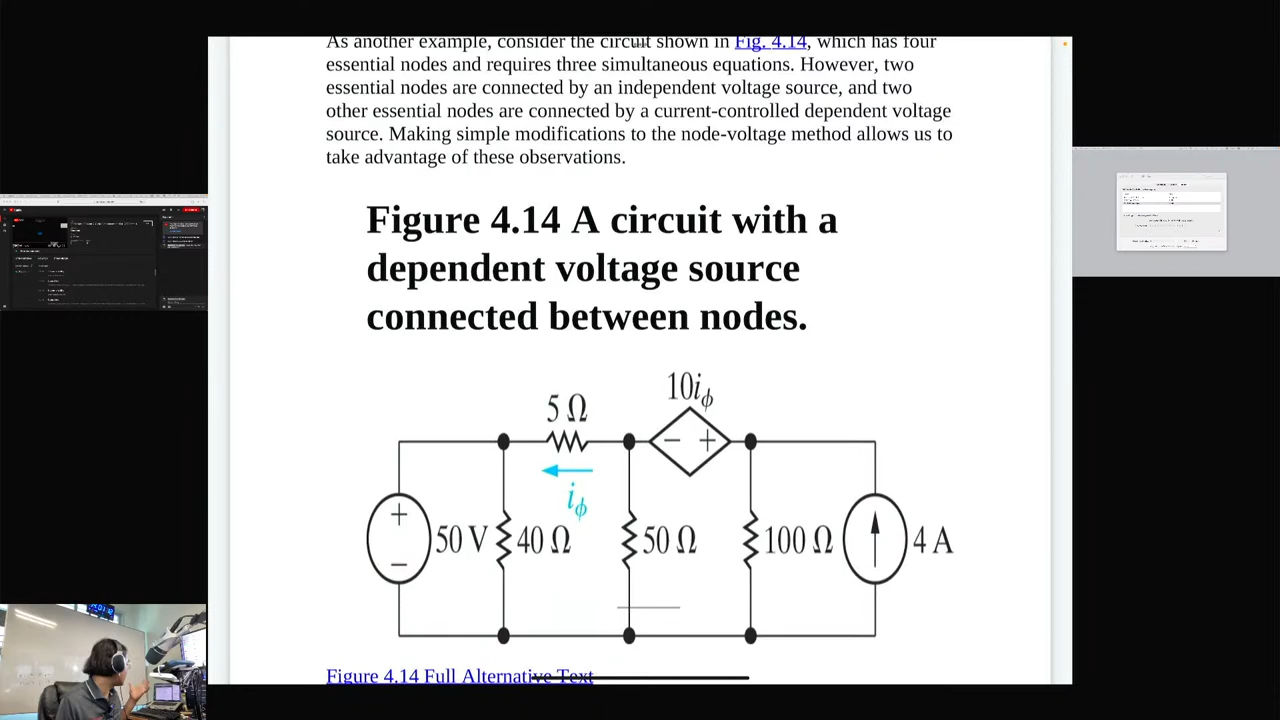 As another example, consider the circuit shown in Fig. 4.14, which has four
essential nodes and requires three simultaneous equations. However, two
essential nodes are connected by an independent voltage source, and two
other essential nodes are connected by a current-controlled dependent voltage
source. Making simple modifications to the node-voltage method allows us to
take advantage of these observations.
Figure 4.14 A circuit with a
dependent voltage source
connected between nodes.
10iϕ
5 Ω
− +
iϕ
+
−
50 V
40 Ω
50 Ω
100 Ω
4 A
Figure 4.14 Full Alternative Text